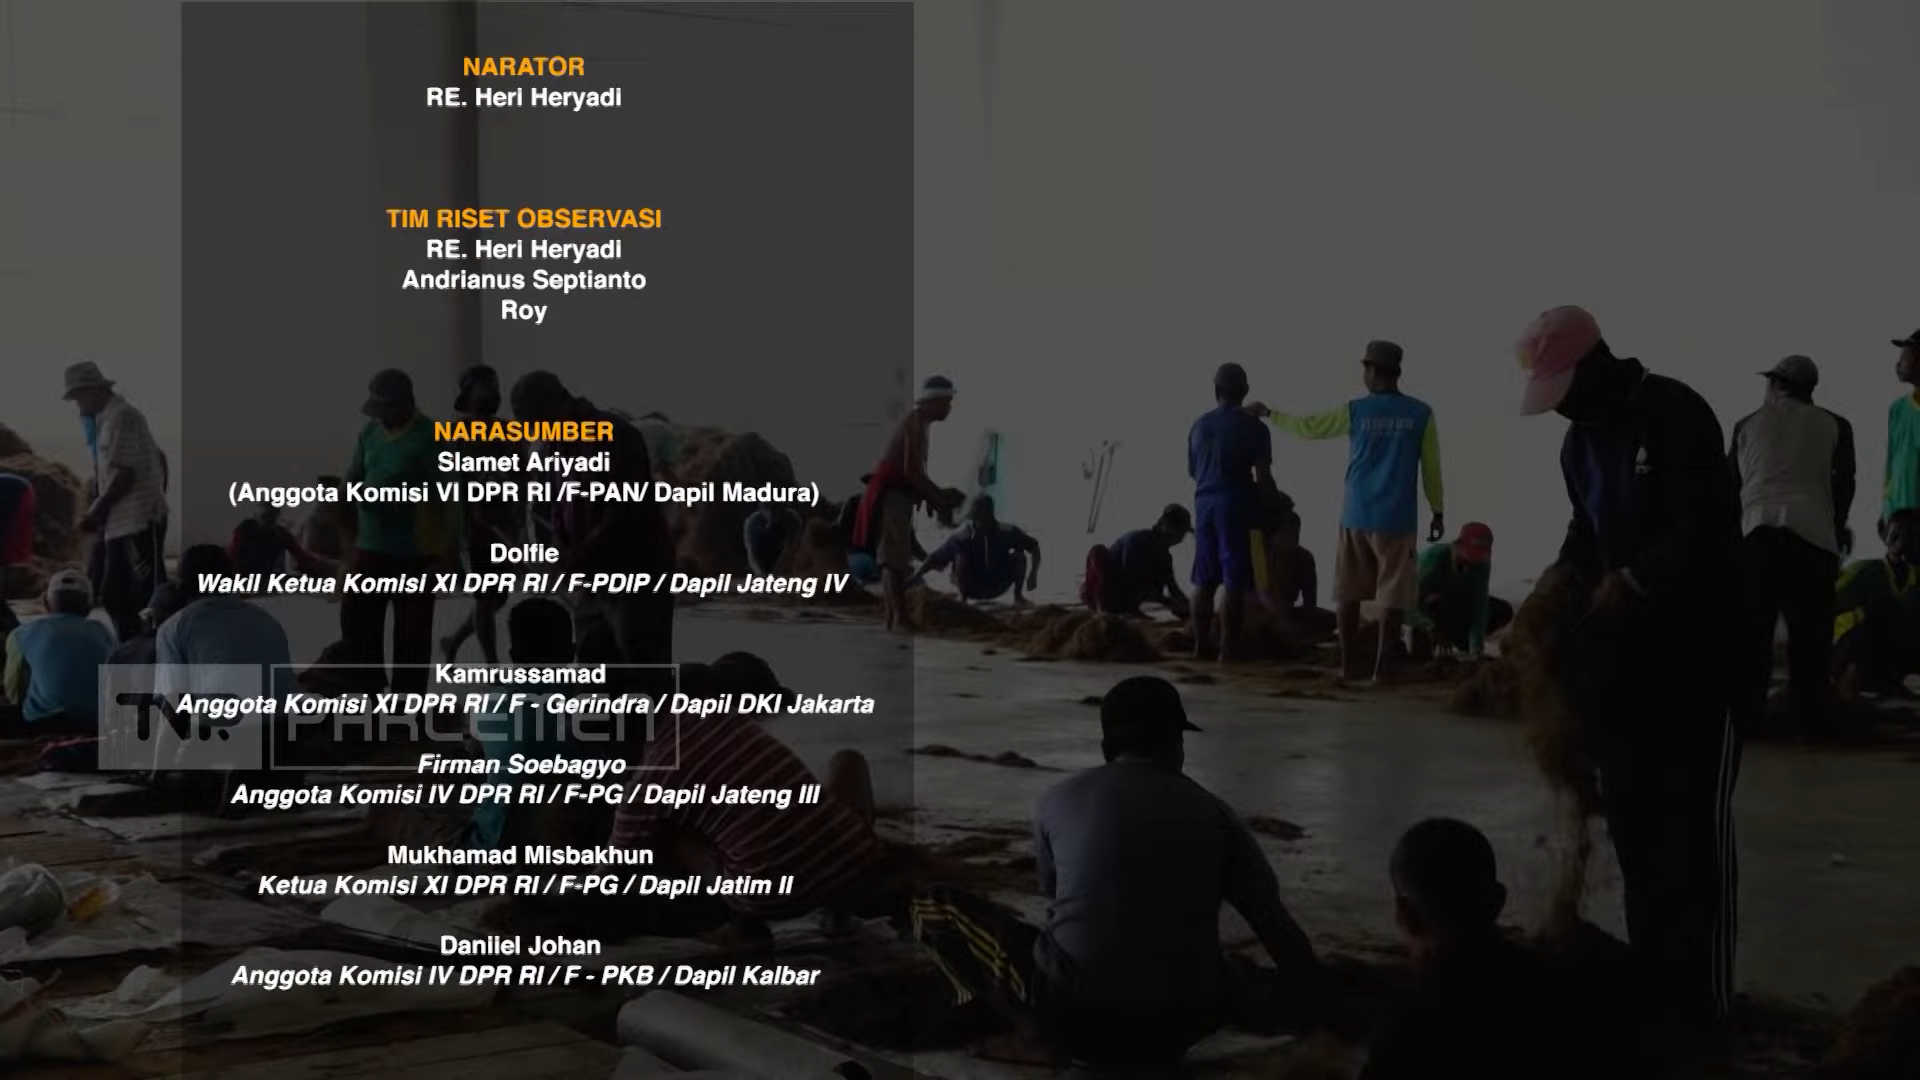 NARATOR
RE. Heri Heryadi
TIM RISET OBSERVASI
RE. Heri Heryadi
Andrianus Septianto
Roy
NARASUMBER
Slamet Ariyadi
(Anggota Komisi VI DPR RI /F-PAN/ Dapil Madura)
Dolfie
Wakil Ketua Komisi XI DPR RI / F-PDIP / Dapil Jateng IV
Kamrussamad
Anggota Komisi XI DPR RI / F - Gerindra / Dapil DKI Jakarta
TVR PARLEMEN
Firman Soebagyo
Anggota Komisi IV DPR RI / F-PG / Dapil Jateng III
Mukhamad Misbakhun
Ketua Komisi XI DPR RI / F-PG / Dapil Jatim II
Daniiel Johan
Anggota Komisi IV DPR RI / F - PKB / Dapil Kalbar